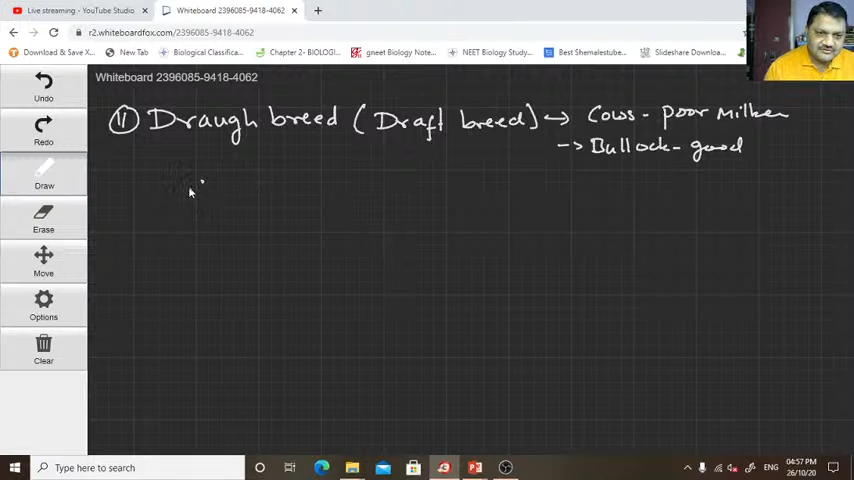 Live streaming - YouTube Studio
Whiteboard 2396085-9418-4062
r2.whiteboardfox.com/2396085-9418-4062
Download & Save X...
New Tab
Biological Classifica...
Chapter 2- BIOLOGI...
gneet Biology Note...
NEET Biology Study...
Best Shemalestube...
Slideshare Downloa...
Whiteboard 2396085-9418-4062
Undo
Redo
Draw
Erase
Move
Options
Clear
(11) Draugh breed (Draft breed) → Cows - poor Milker
→ Bullock - good
Type here to search
ENG
04:57 PM
26/10/20